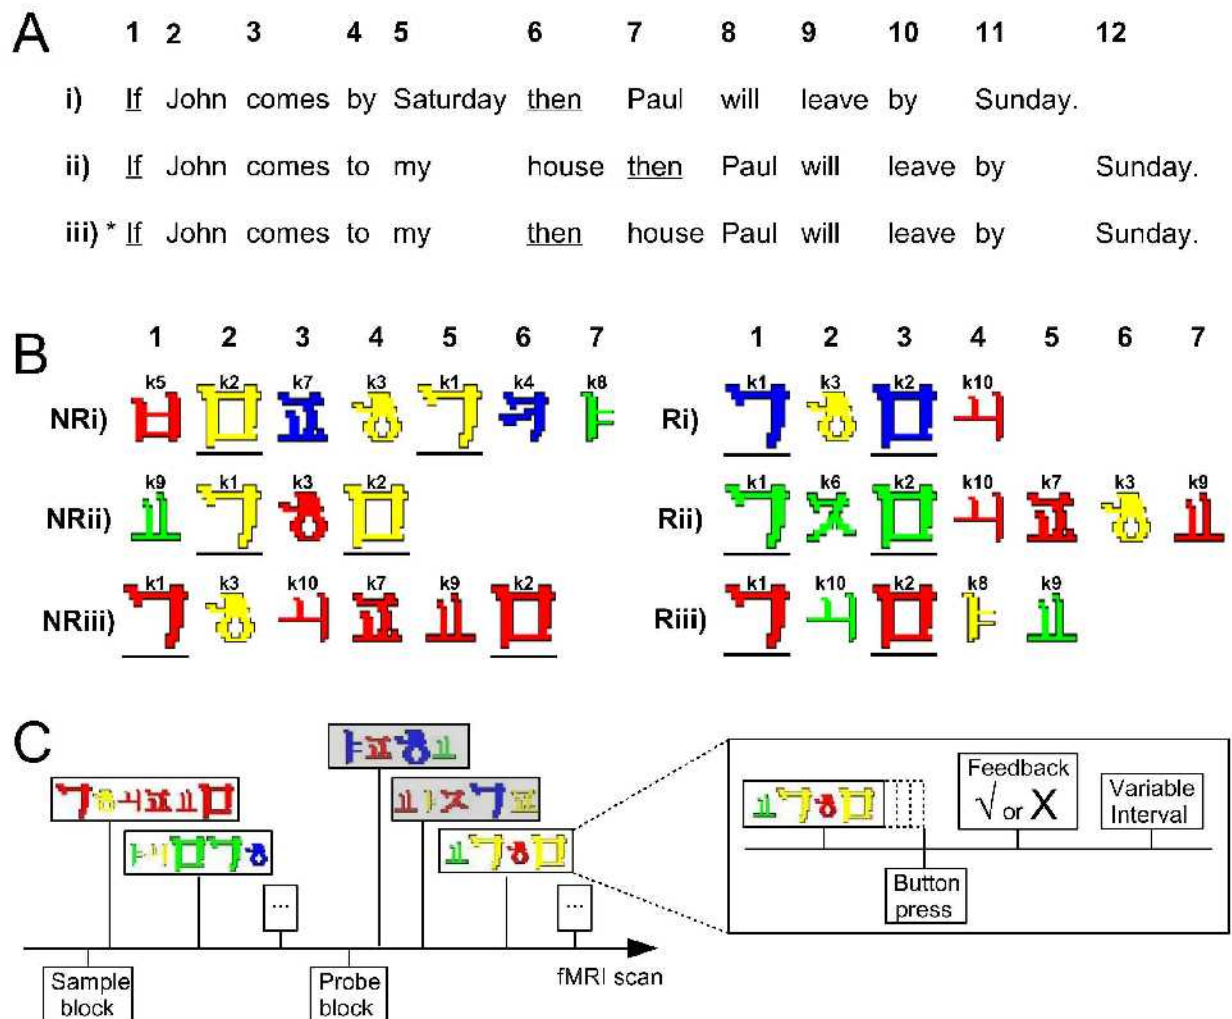 A 1 2 3 4 5 6 7 8 9 10 11 12
i) If John comes by Saturday then Paul will leave by Sunday.
ii) If John comes to my house then Paul will leave by Sunday.
iii) * If John comes to my then house Paul will leave by Sunday.
B 1 2 3 4 5 6 7 1 2 3 4 5 6 7
k5 k2 k7 k3 k1 k4 k8 k1 k3 k2 k10
NRi) Ri)
k9 k1 k3 k2 k1 k6 k2 k10 k7 k3 k9
NRii) Rii)
k1 k3 k10 k7 k9 k2 k1 k10 k2 k8 k9
NRiii) Riii)
C
Feedback
√ or X
Variable
Interval
Button
press
...
...
fMRI scan
Sample
block
Probe
block